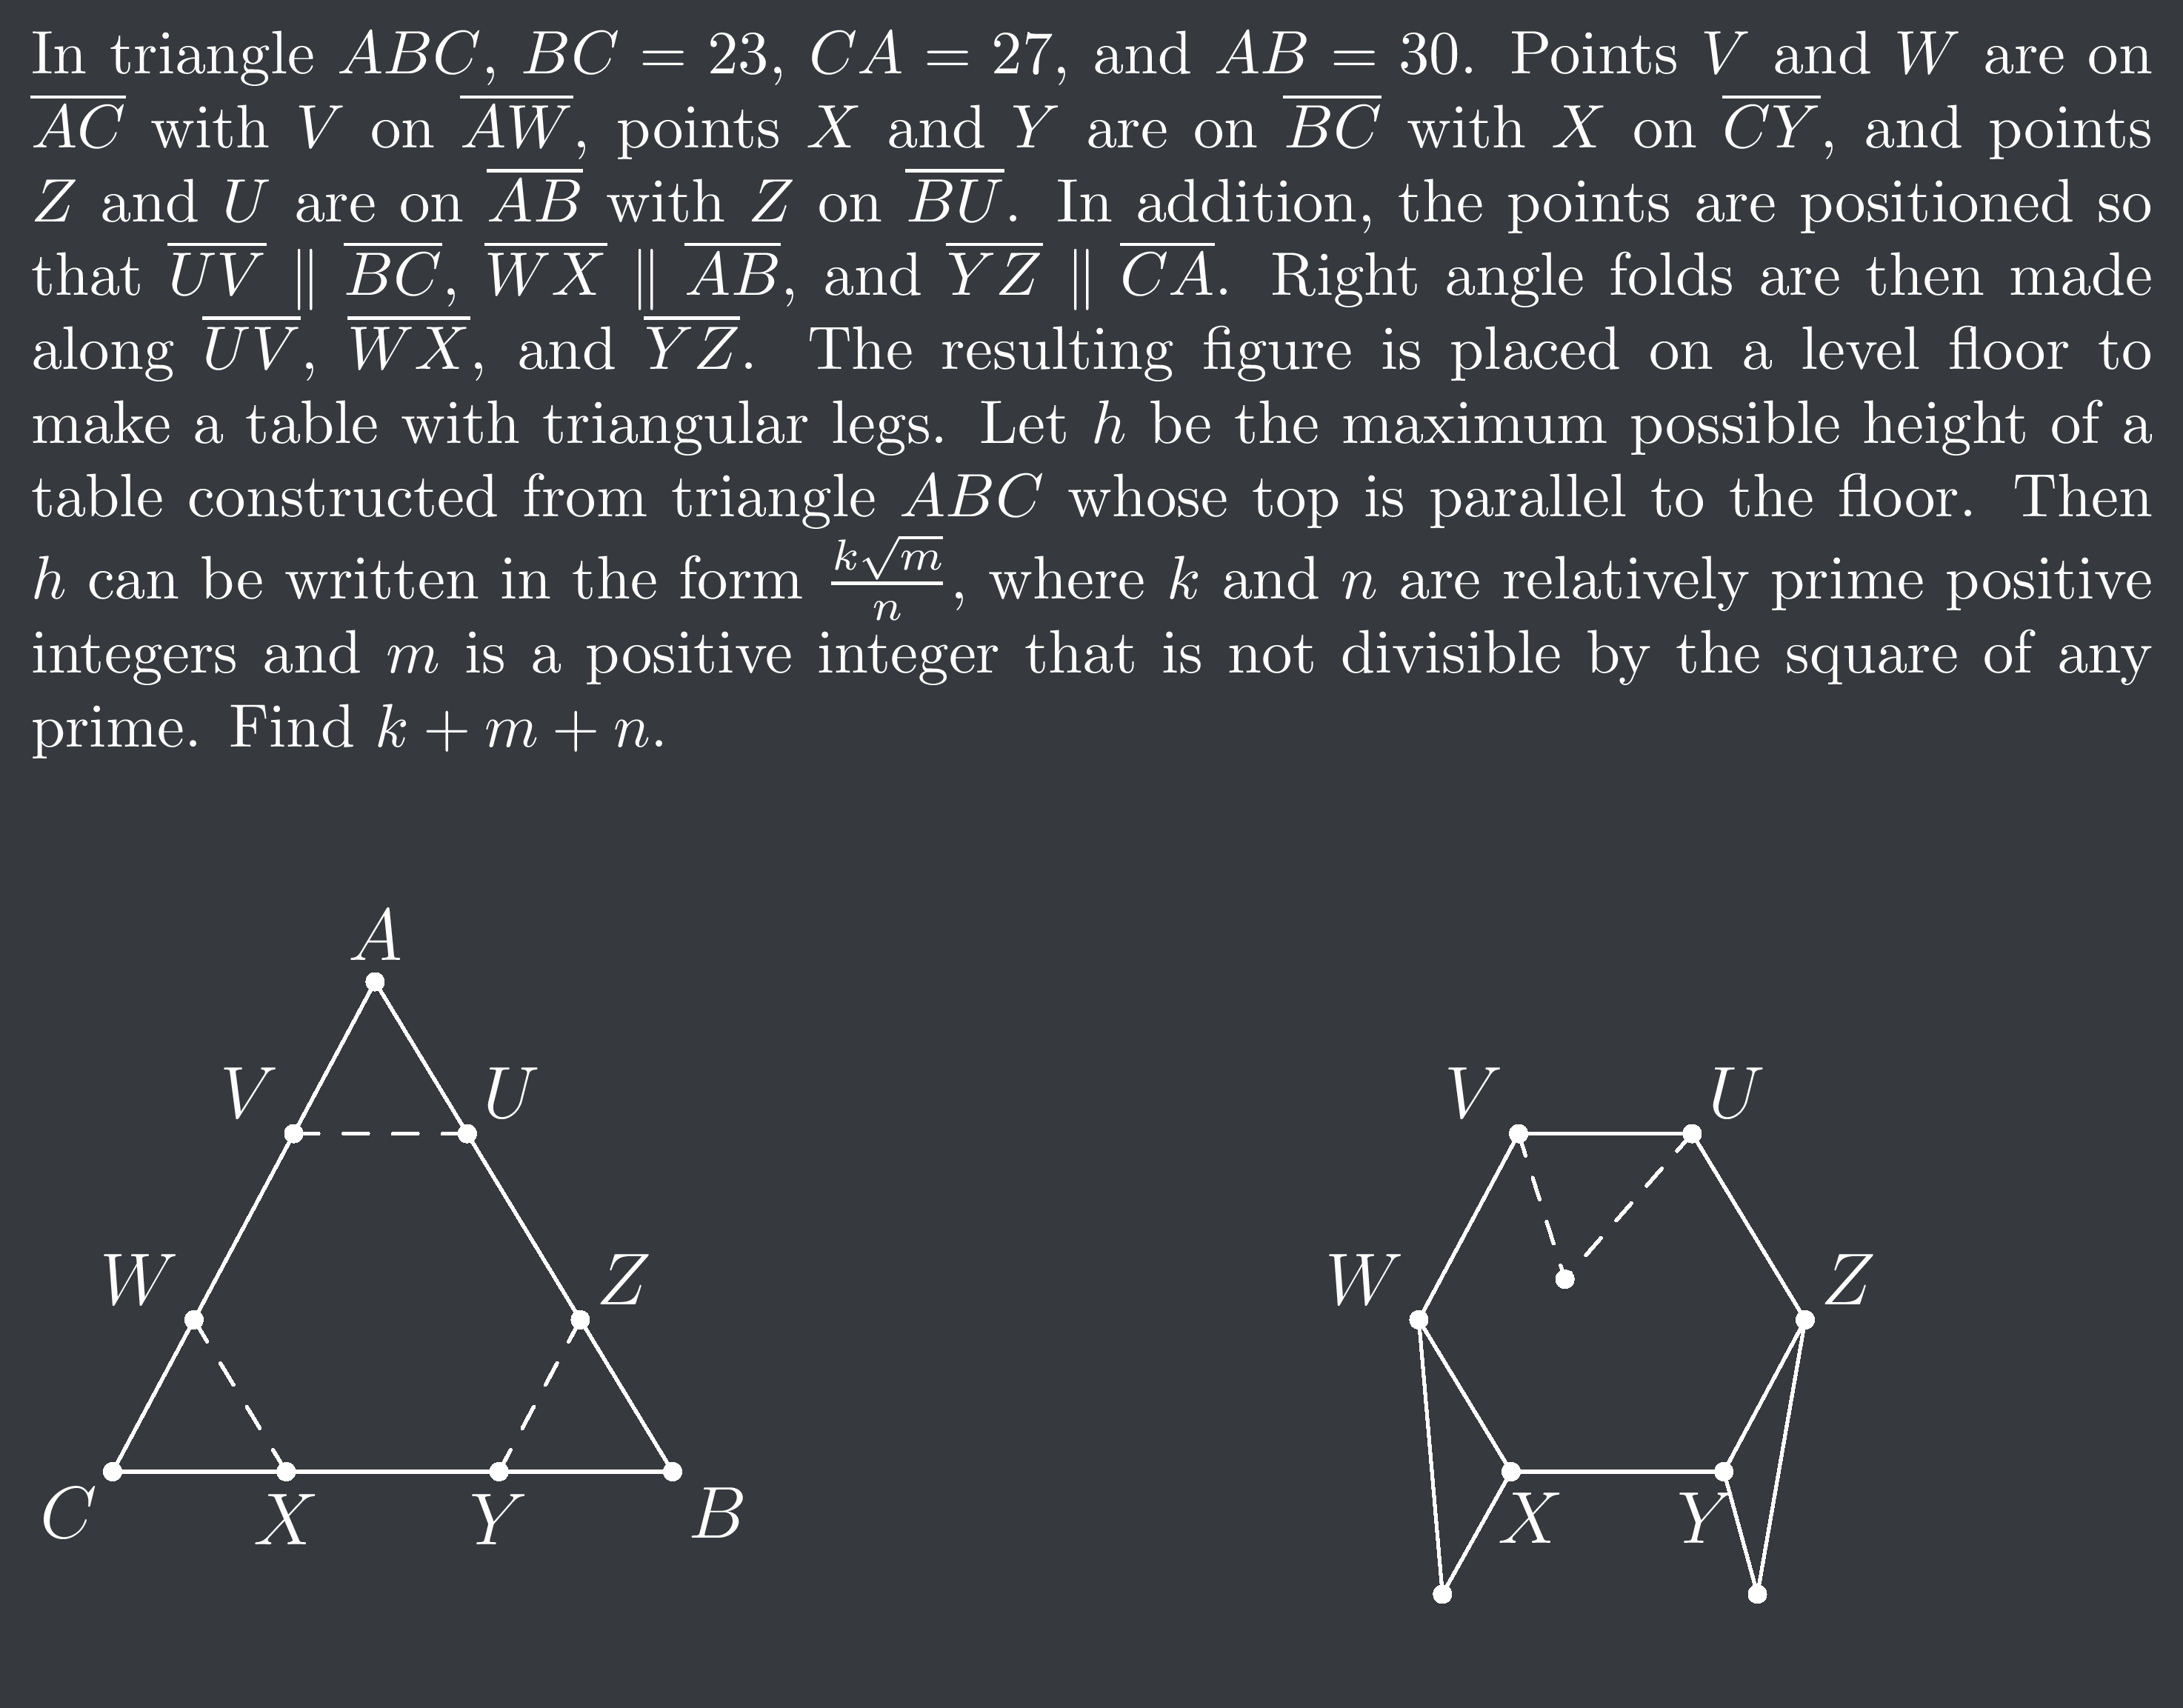 In triangle $ABC$, $BC = 23$, $CA = 27$, and $AB = 30$. Points $V$ and $W$ are on
$\overline{AC}$ with $V$ on $\overline{AW}$, points $X$ and $Y$ are on $\overline{BC}$ with $X$ on $\overline{CY}$, and points
$Z$ and $U$ are on $\overline{AB}$ with $Z$ on $\overline{BU}$. In addition, the points are positioned so
that $\overline{UV} \parallel \overline{BC}$, $\overline{WX} \parallel \overline{AB}$, and $\overline{YZ} \parallel \overline{CA}$. Right angle folds are then made
along $\overline{UV}$, $\overline{WX}$, and $\overline{YZ}$. The resulting figure is placed on a level floor to
make a table with triangular legs. Let $h$ be the maximum possible height of a
table constructed from triangle $ABC$ whose top is parallel to the floor. Then
$h$ can be written in the form $\frac{k\sqrt{m}}{n}$, where $k$ and $n$ are relatively prime positive
integers and $m$ is a positive integer that is not divisible by the square of any
prime. Find $k + m + n$.
A
V U
W Z
C X Y B
V U
W Z
X Y